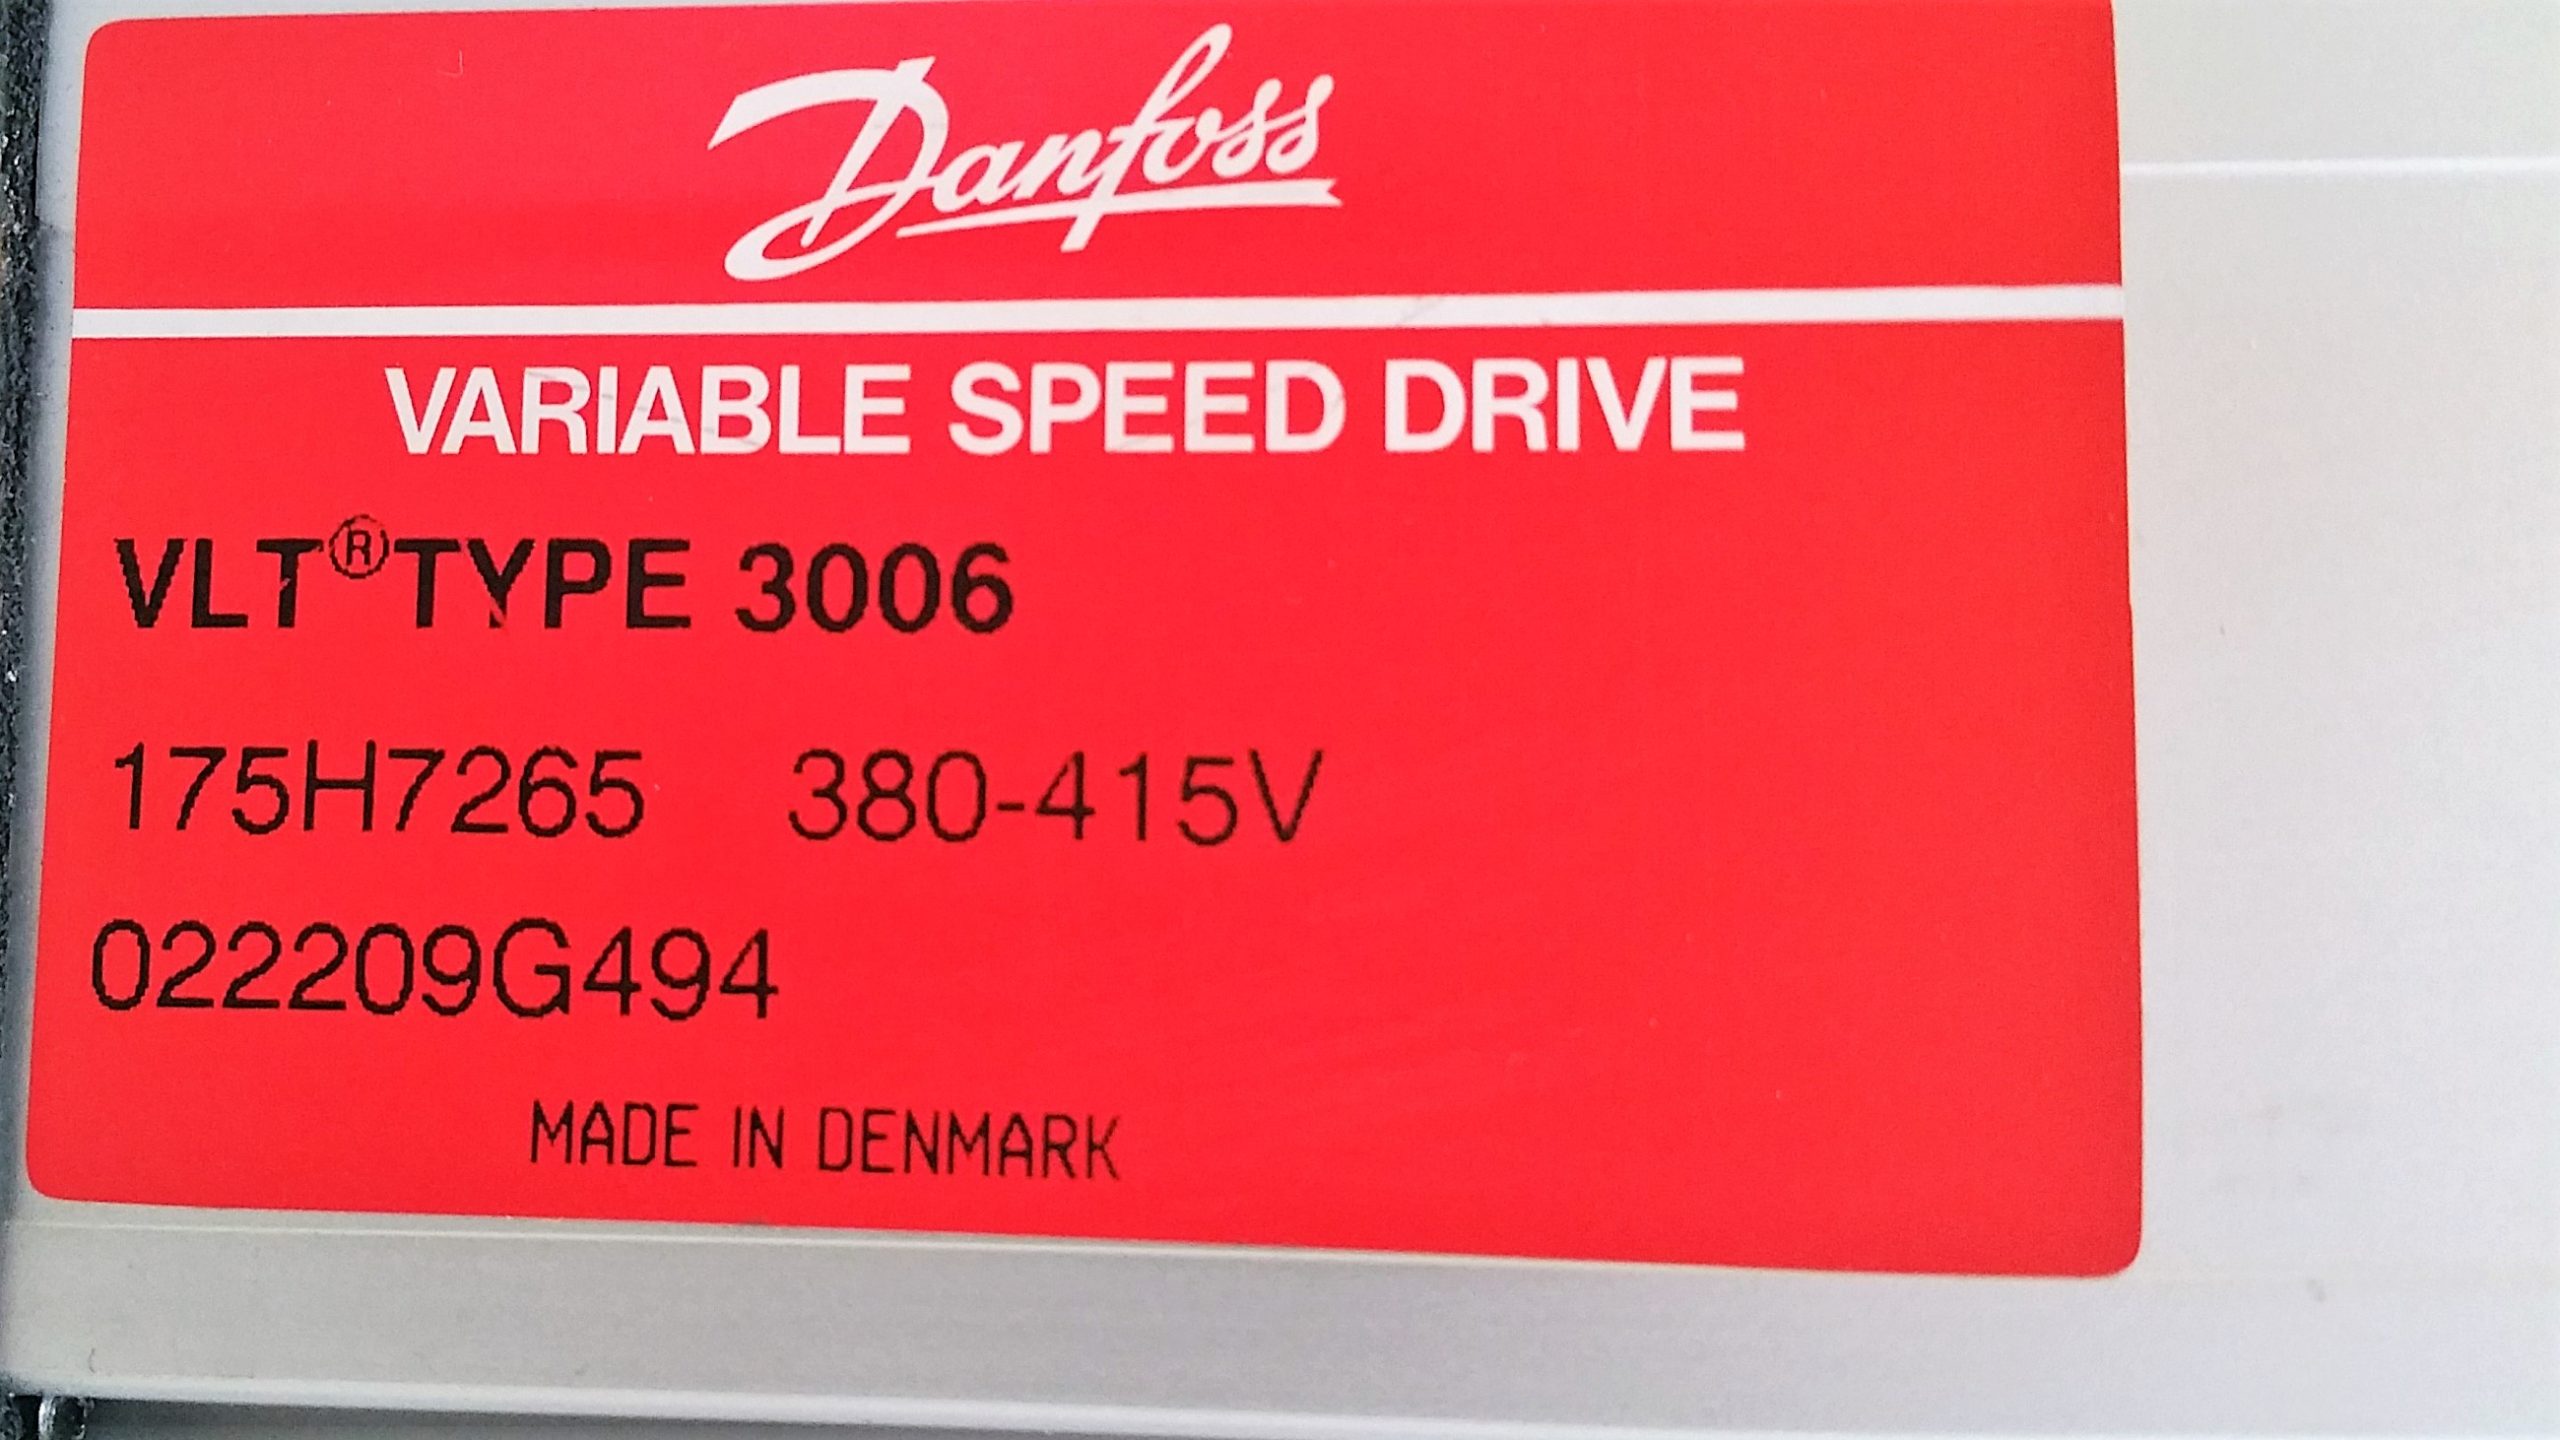 Danfoss
VARIABLE SPEED DRIVE
VLT® TYPE 3006
175H7265 380-415V
022209G494
MADE IN DENMARK